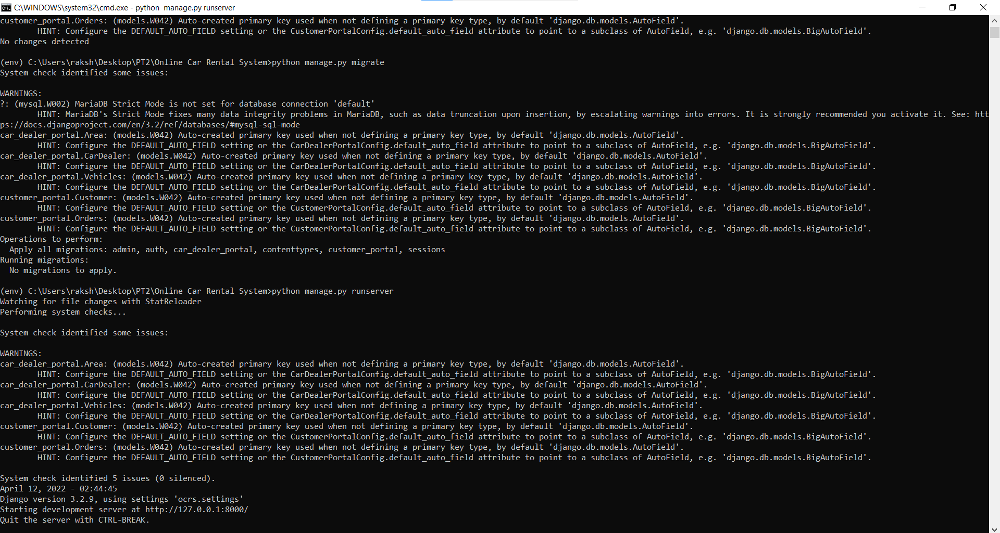 C:\WINDOWS\system32\cmd.exe - python  manage.py runserver
customer_portal.Orders: (models.W042) Auto-created primary key used when not defining a primary key type, by default 'django.db.models.AutoField'.
        HINT: Configure the DEFAULT_AUTO_FIELD setting or the CustomerPortalConfig.default_auto_field attribute to point to a subclass of AutoField, e.g. 'django.db.models.BigAutoField'.
No changes detected
(env) C:\Users\raksh\Desktop\PT2\Online Car Rental System>python manage.py migrate
System check identified some issues:
WARNINGS:
?: (mysql.W002) MariaDB Strict Mode is not set for database connection 'default'
        HINT: MariaDB's Strict Mode fixes many data integrity problems in MariaDB, such as data truncation upon insertion, by escalating warnings into errors. It is strongly recommended you activate it. See: htt
ps://docs.djangoproject.com/en/3.2/ref/databases/#mysql-sql-mode
car_dealer_portal.Area: (models.W042) Auto-created primary key used when not defining a primary key type, by default 'django.db.models.AutoField'.
        HINT: Configure the DEFAULT_AUTO_FIELD setting or the CarDealerPortalConfig.default_auto_field attribute to point to a subclass of AutoField, e.g. 'django.db.models.BigAutoField'.
car_dealer_portal.CarDealer: (models.W042) Auto-created primary key used when not defining a primary key type, by default 'django.db.models.AutoField'.
        HINT: Configure the DEFAULT_AUTO_FIELD setting or the CarDealerPortalConfig.default_auto_field attribute to point to a subclass of AutoField, e.g. 'django.db.models.BigAutoField'.
car_dealer_portal.Vehicles: (models.W042) Auto-created primary key used when not defining a primary key type, by default 'django.db.models.AutoField'.
        HINT: Configure the DEFAULT_AUTO_FIELD setting or the CarDealerPortalConfig.default_auto_field attribute to point to a subclass of AutoField, e.g. 'django.db.models.BigAutoField'.
customer_portal.Customer: (models.W042) Auto-created primary key used when not defining a primary key type, by default 'django.db.models.AutoField'.
        HINT: Configure the DEFAULT_AUTO_FIELD setting or the CustomerPortalConfig.default_auto_field attribute to point to a subclass of AutoField, e.g. 'django.db.models.BigAutoField'.
customer_portal.Orders: (models.W042) Auto-created primary key used when not defining a primary key type, by default 'django.db.models.AutoField'.
        HINT: Configure the DEFAULT_AUTO_FIELD setting or the CustomerPortalConfig.default_auto_field attribute to point to a subclass of AutoField, e.g. 'django.db.models.BigAutoField'.
Operations to perform:
  Apply all migrations: admin, auth, car_dealer_portal, contenttypes, customer_portal, sessions
Running migrations:
  No migrations to apply.
(env) C:\Users\raksh\Desktop\PT2\Online Car Rental System>python manage.py runserver
Watching for file changes with StatReloader
Performing system checks...
System check identified some issues:
WARNINGS:
car_dealer_portal.Area: (models.W042) Auto-created primary key used when not defining a primary key type, by default 'django.db.models.AutoField'.
        HINT: Configure the DEFAULT_AUTO_FIELD setting or the CarDealerPortalConfig.default_auto_field attribute to point to a subclass of AutoField, e.g. 'django.db.models.BigAutoField'.
car_dealer_portal.CarDealer: (models.W042) Auto-created primary key used when not defining a primary key type, by default 'django.db.models.AutoField'.
        HINT: Configure the DEFAULT_AUTO_FIELD setting or the CarDealerPortalConfig.default_auto_field attribute to point to a subclass of AutoField, e.g. 'django.db.models.BigAutoField'.
car_dealer_portal.Vehicles: (models.W042) Auto-created primary key used when not defining a primary key type, by default 'django.db.models.AutoField'.
        HINT: Configure the DEFAULT_AUTO_FIELD setting or the CarDealerPortalConfig.default_auto_field attribute to point to a subclass of AutoField, e.g. 'django.db.models.BigAutoField'.
customer_portal.Customer: (models.W042) Auto-created primary key used when not defining a primary key type, by default 'django.db.models.AutoField'.
        HINT: Configure the DEFAULT_AUTO_FIELD setting or the CustomerPortalConfig.default_auto_field attribute to point to a subclass of AutoField, e.g. 'django.db.models.BigAutoField'.
customer_portal.Orders: (models.W042) Auto-created primary key used when not defining a primary key type, by default 'django.db.models.AutoField'.
        HINT: Configure the DEFAULT_AUTO_FIELD setting or the CustomerPortalConfig.default_auto_field attribute to point to a subclass of AutoField, e.g. 'django.db.models.BigAutoField'.
System check identified 5 issues (0 silenced).
April 12, 2022 - 02:44:45
Django version 3.2.9, using settings 'ocrs.settings'
Starting development server at http://127.0.0.1:8000/
Quit the server with CTRL-BREAK.